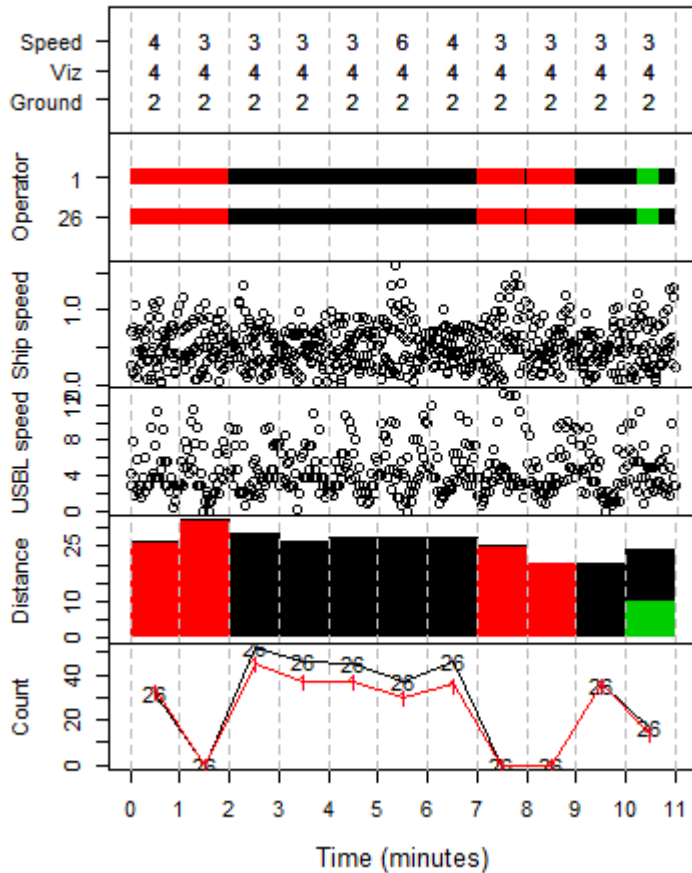 Speed 4 3 3 3 3 6 4 3 3 3 3
Viz 4 4 4 4 4 4 4 4 4 4 4
Ground 2 2 2 2 2 2 2 2 2 2 2
Operator
1
26
Ship speed
1.0
0.0
USBL speed
12
8
4
0
Distance
25
10
0
Count
40
20
0
26 26 26 26 26 26 26 26 26 26 26
0 1 2 3 4 5 6 7 8 9 10 11
Time (minutes)